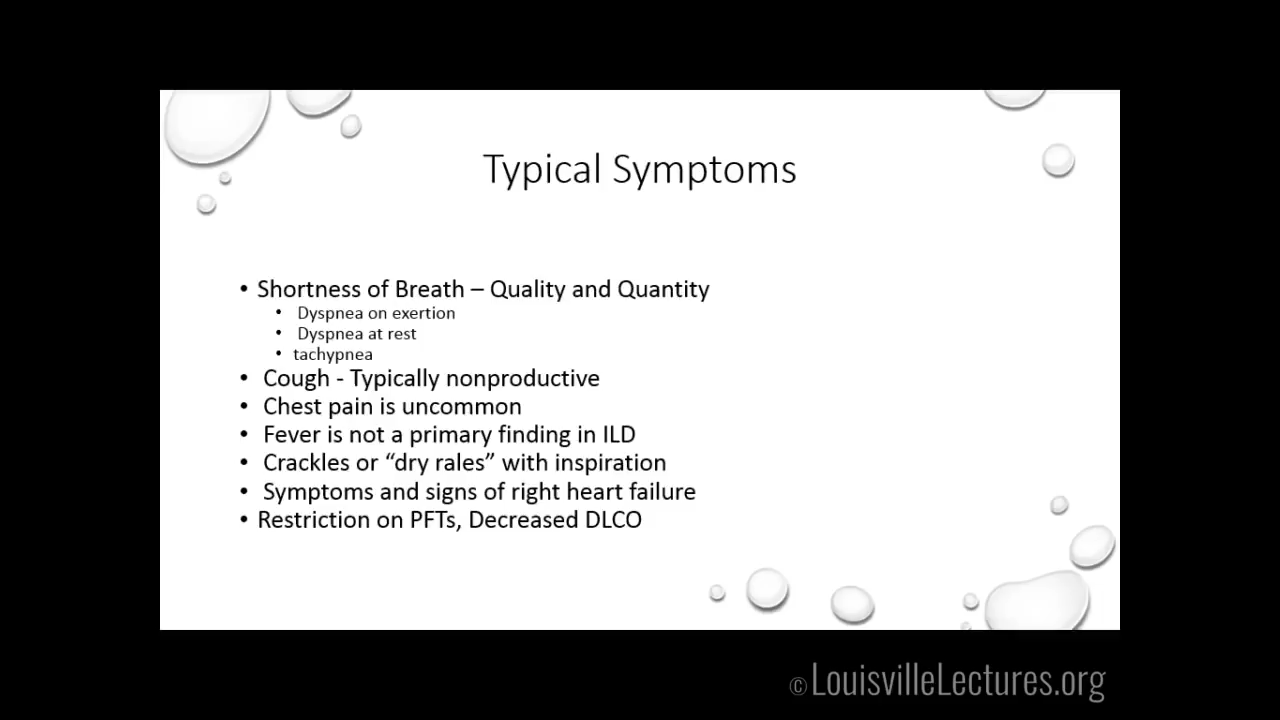 Typical Symptoms
• Shortness of Breath – Quality and Quantity
• Dyspnea on exertion
• Dyspnea at rest
• tachypnea
• Cough - Typically nonproductive
• Chest pain is uncommon
• Fever is not a primary finding in ILD
• Crackles or “dry rales” with inspiration
• Symptoms and signs of right heart failure
• Restriction on PFTs, Decreased DLCO
© LouisvilleLectures.org